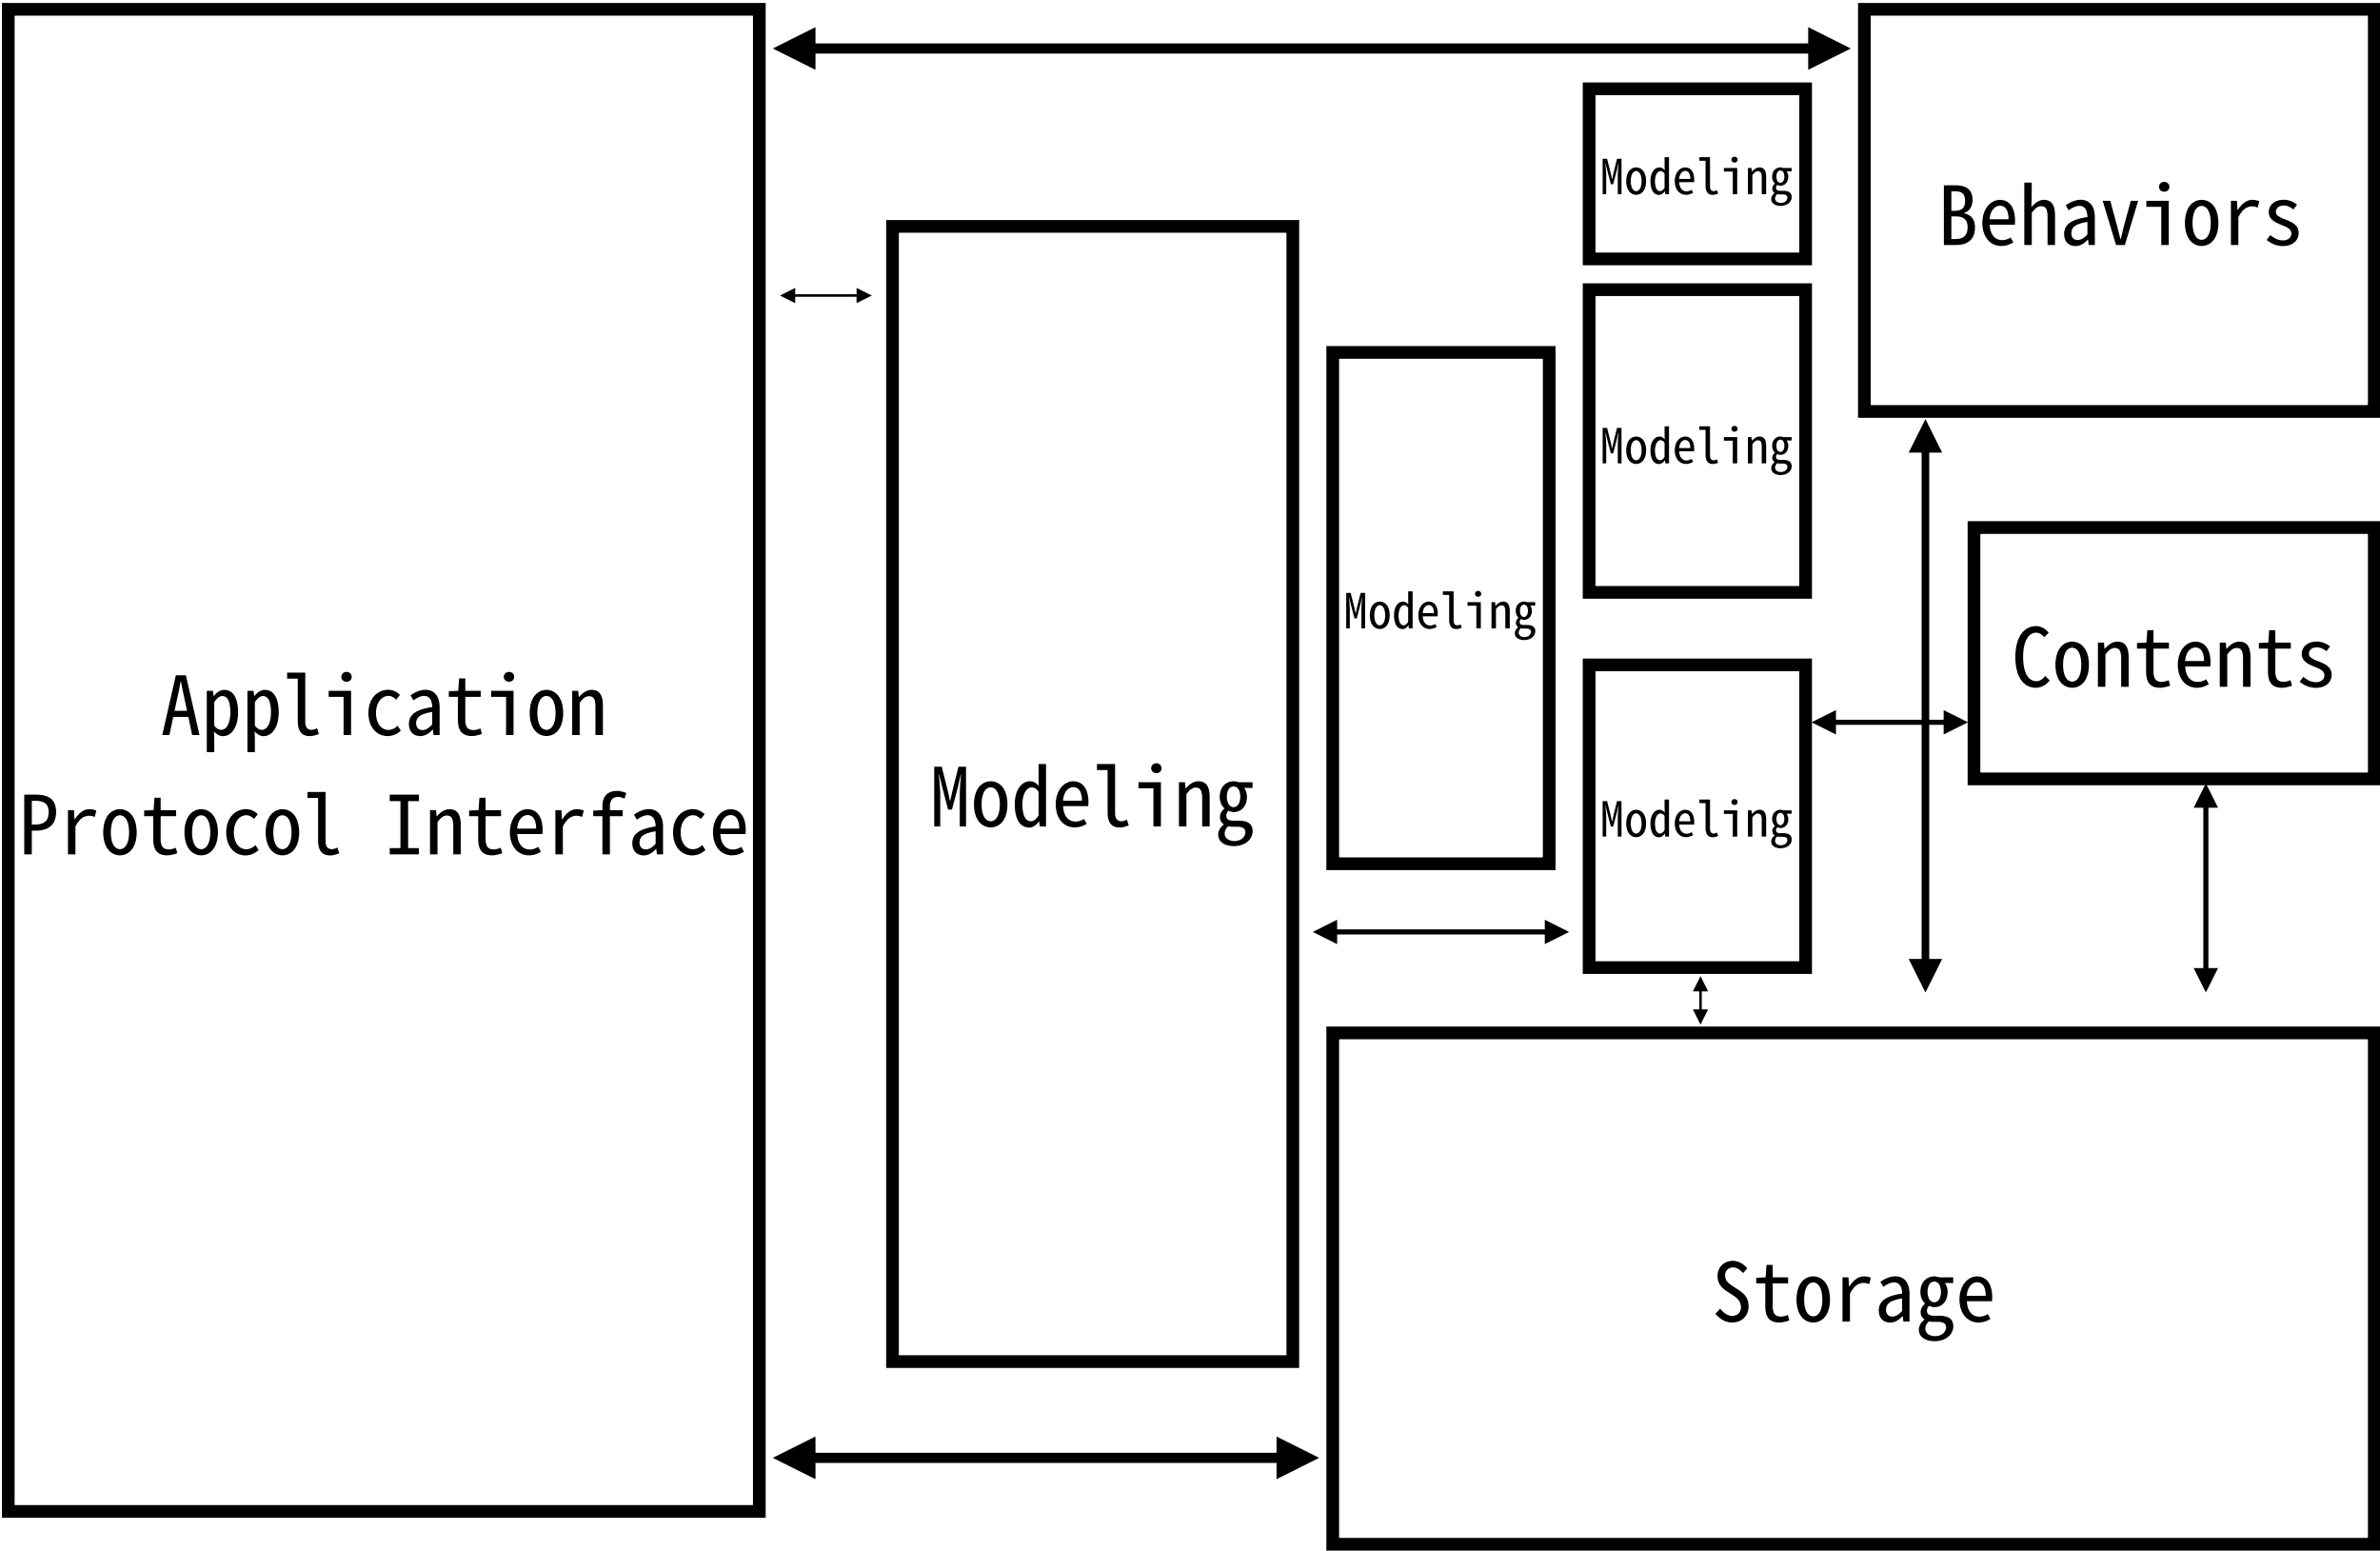 Application
Protocol Interface
Modeling
Modeling
Modeling
Modeling
Modeling
Behaviors
Contents
Storage